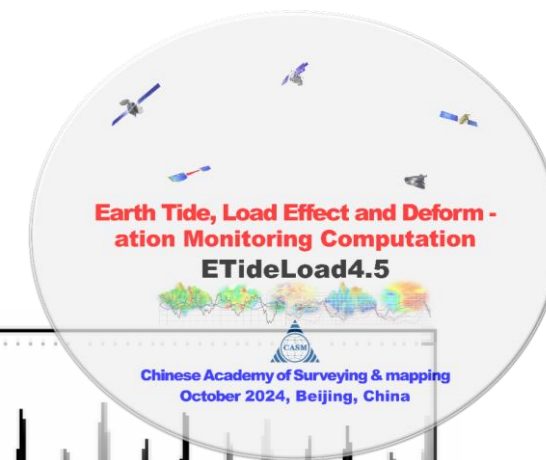 Earth Tide, Load Effect and Deform -
ation Monitoring Computation
ETideLoad4.5
CASM
Chinese Academy of Surveying & mapping
October 2024, Beijing, China